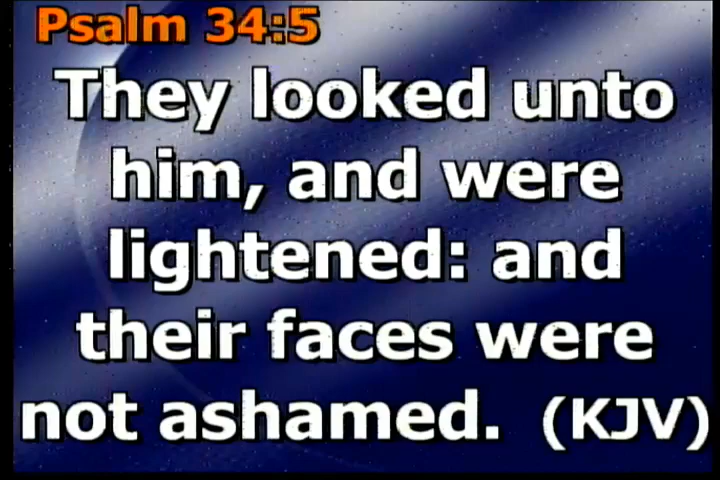 Psalm 34:5
They looked unto
him, and were
lightened: and
their faces were
not ashamed. (KJV)